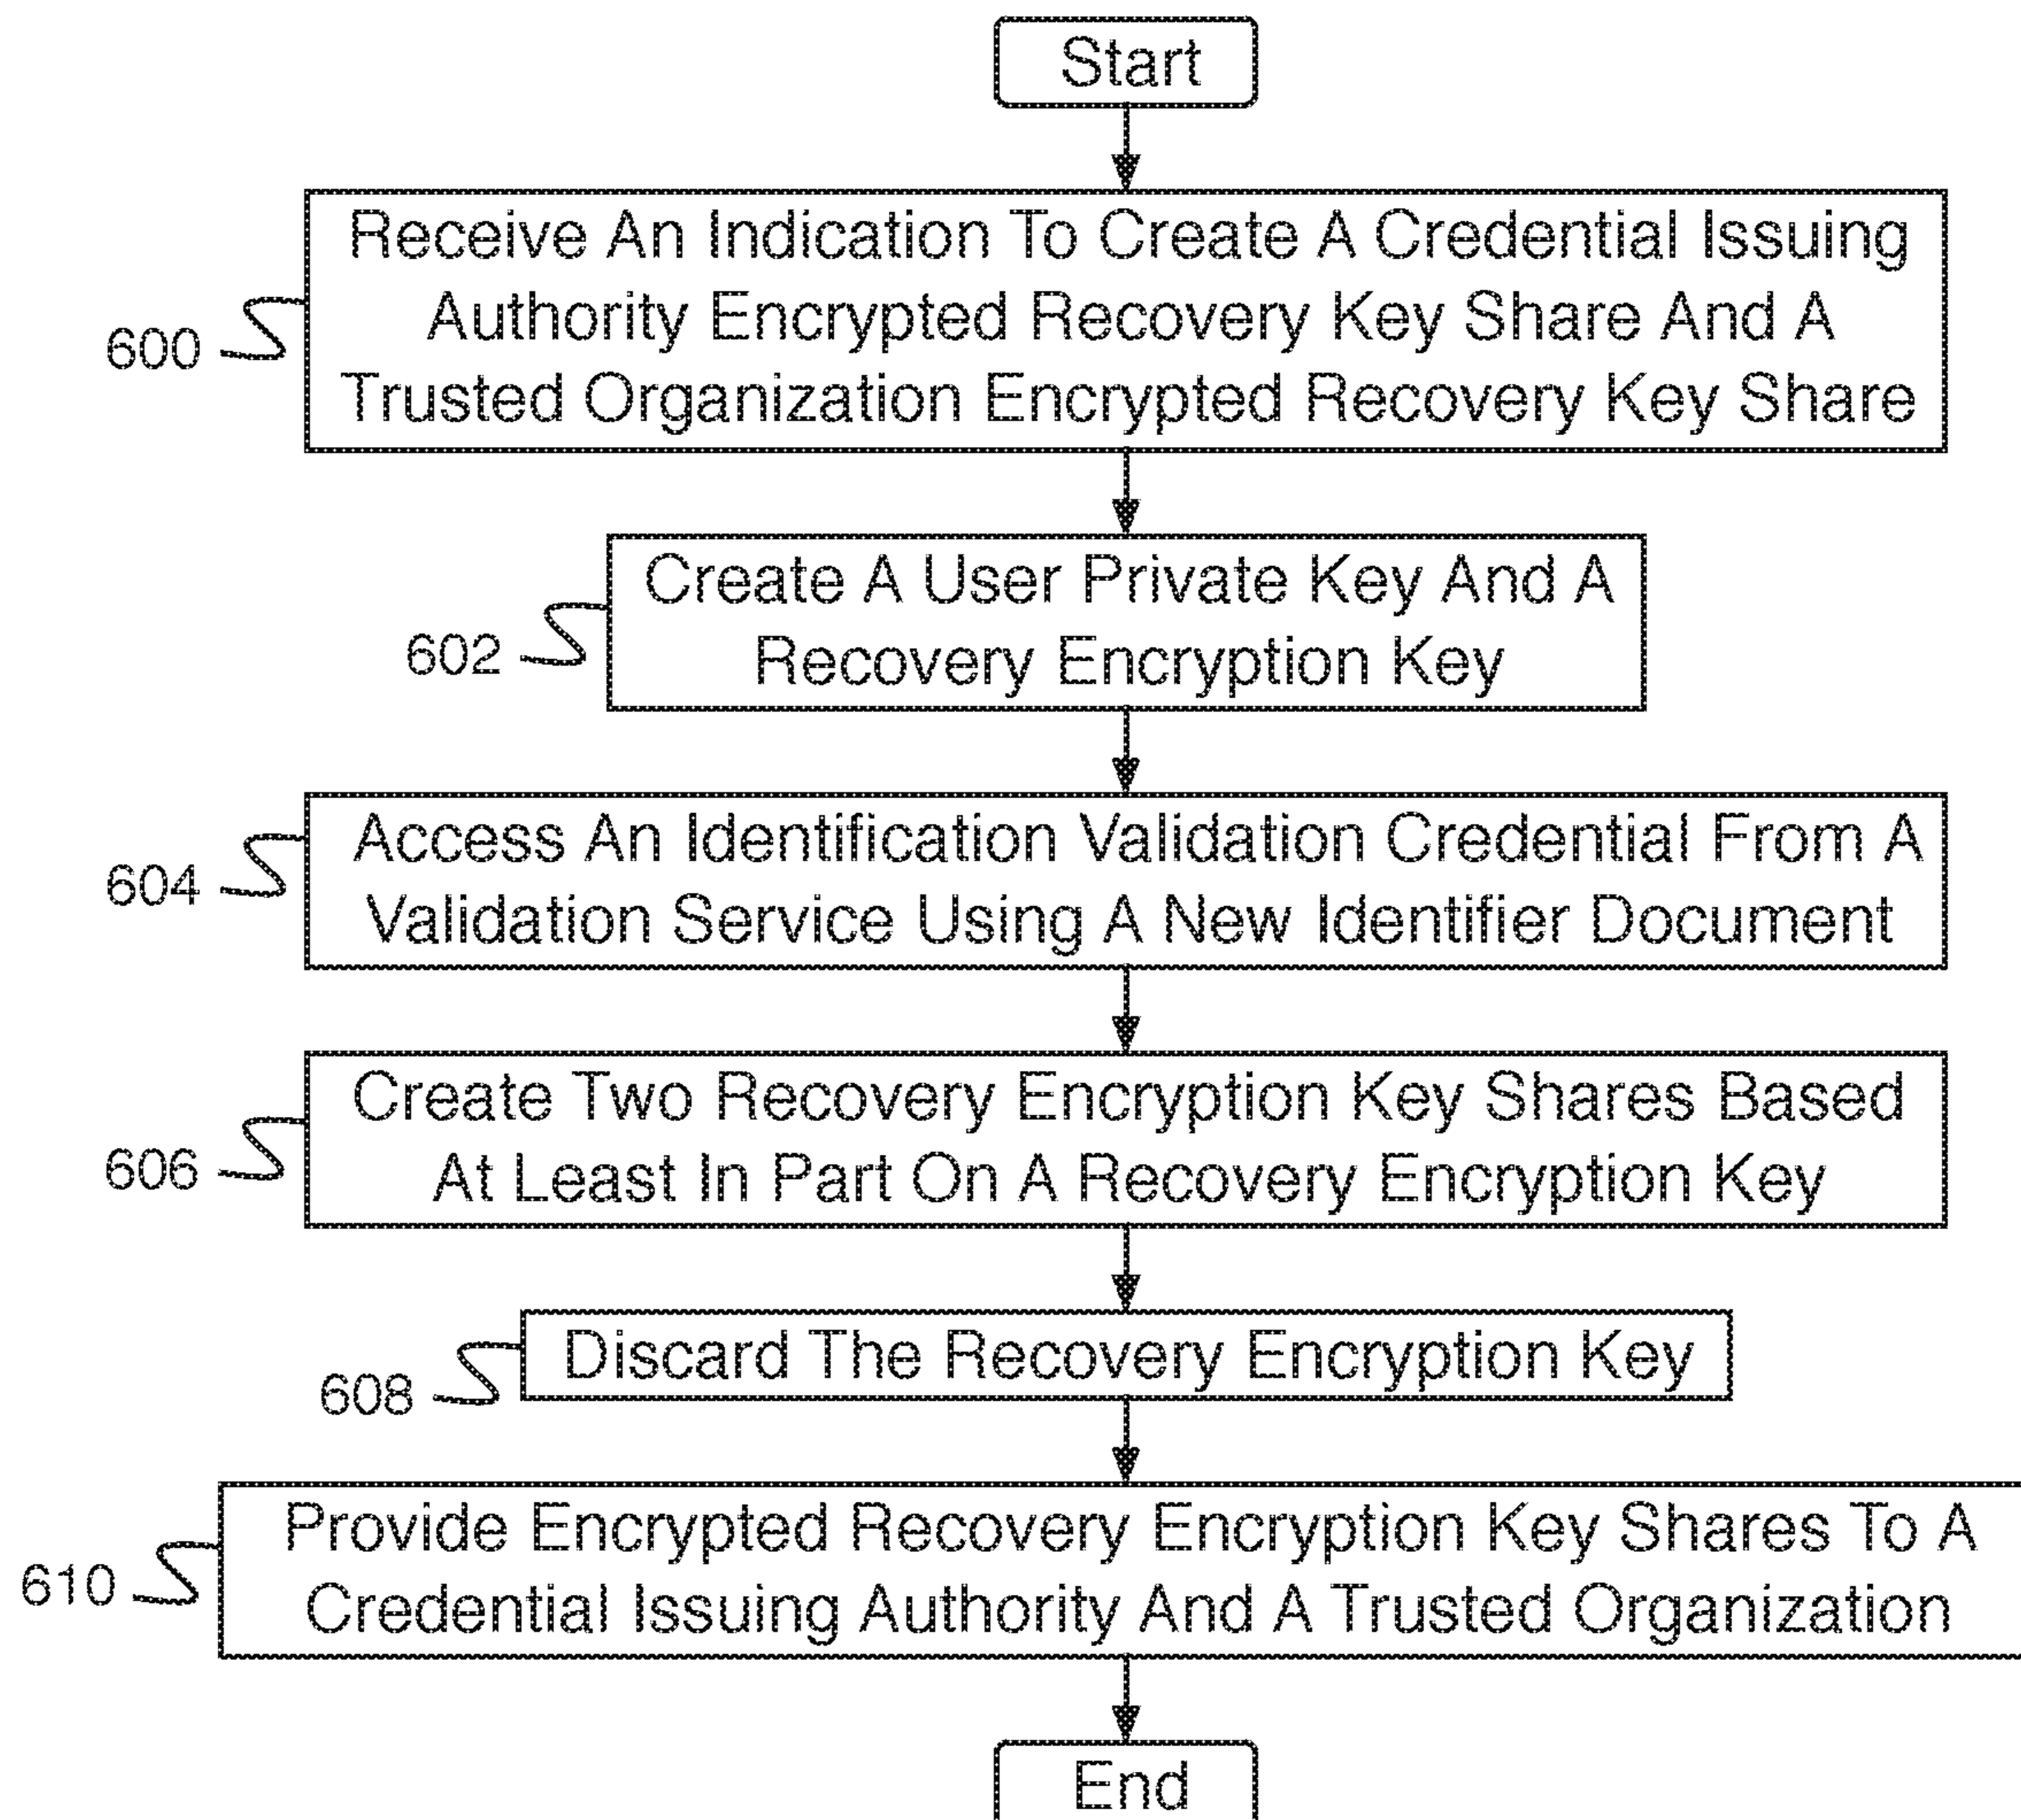 Start
Receive An Indication To Create A Credential Issuing
Authority Encrypted Recovery Key Share And A
Trusted Organization Encrypted Recovery Key Share
600
Create A User Private Key And A
Recovery Encryption Key
602
Access An Identification Validation Credential From A
Validation Service Using A New Identifier Document
604
Create Two Recovery Encryption Key Shares Based
At Least In Part On A Recovery Encryption Key
606
Discard The Recovery Encryption Key
608
Provide Encrypted Recovery Encryption Key Shares To A
Credential Issuing Authority And A Trusted Organization
610
End